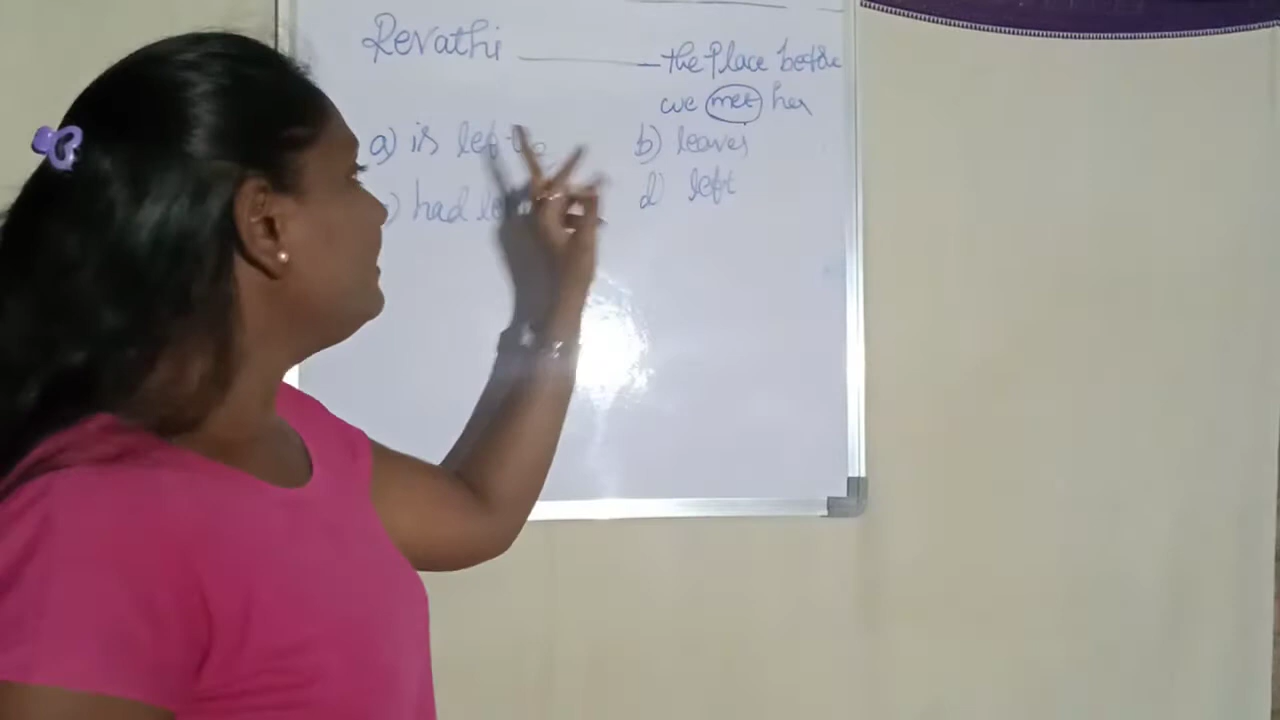 Revathi ________ the Place before
we met her
a) is left b) leaves
) had d) left